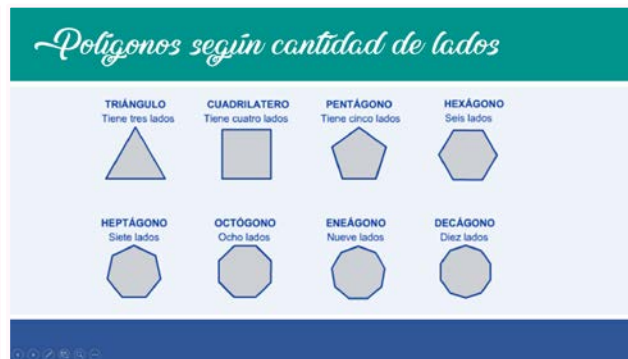 Polígonos según cantidad de lados
TRIÁNGULO
Tiene tres lados
CUADRILATERO
Tiene cuatro lados
PENTÁGONO
Tiene cinco lados
HEXÁGONO
Seis lados
HEPTÁGONO
Siete lados
OCTÓGONO
Ocho lados
ENEÁGONO
Nueve lados
DECÁGONO
Diez lados